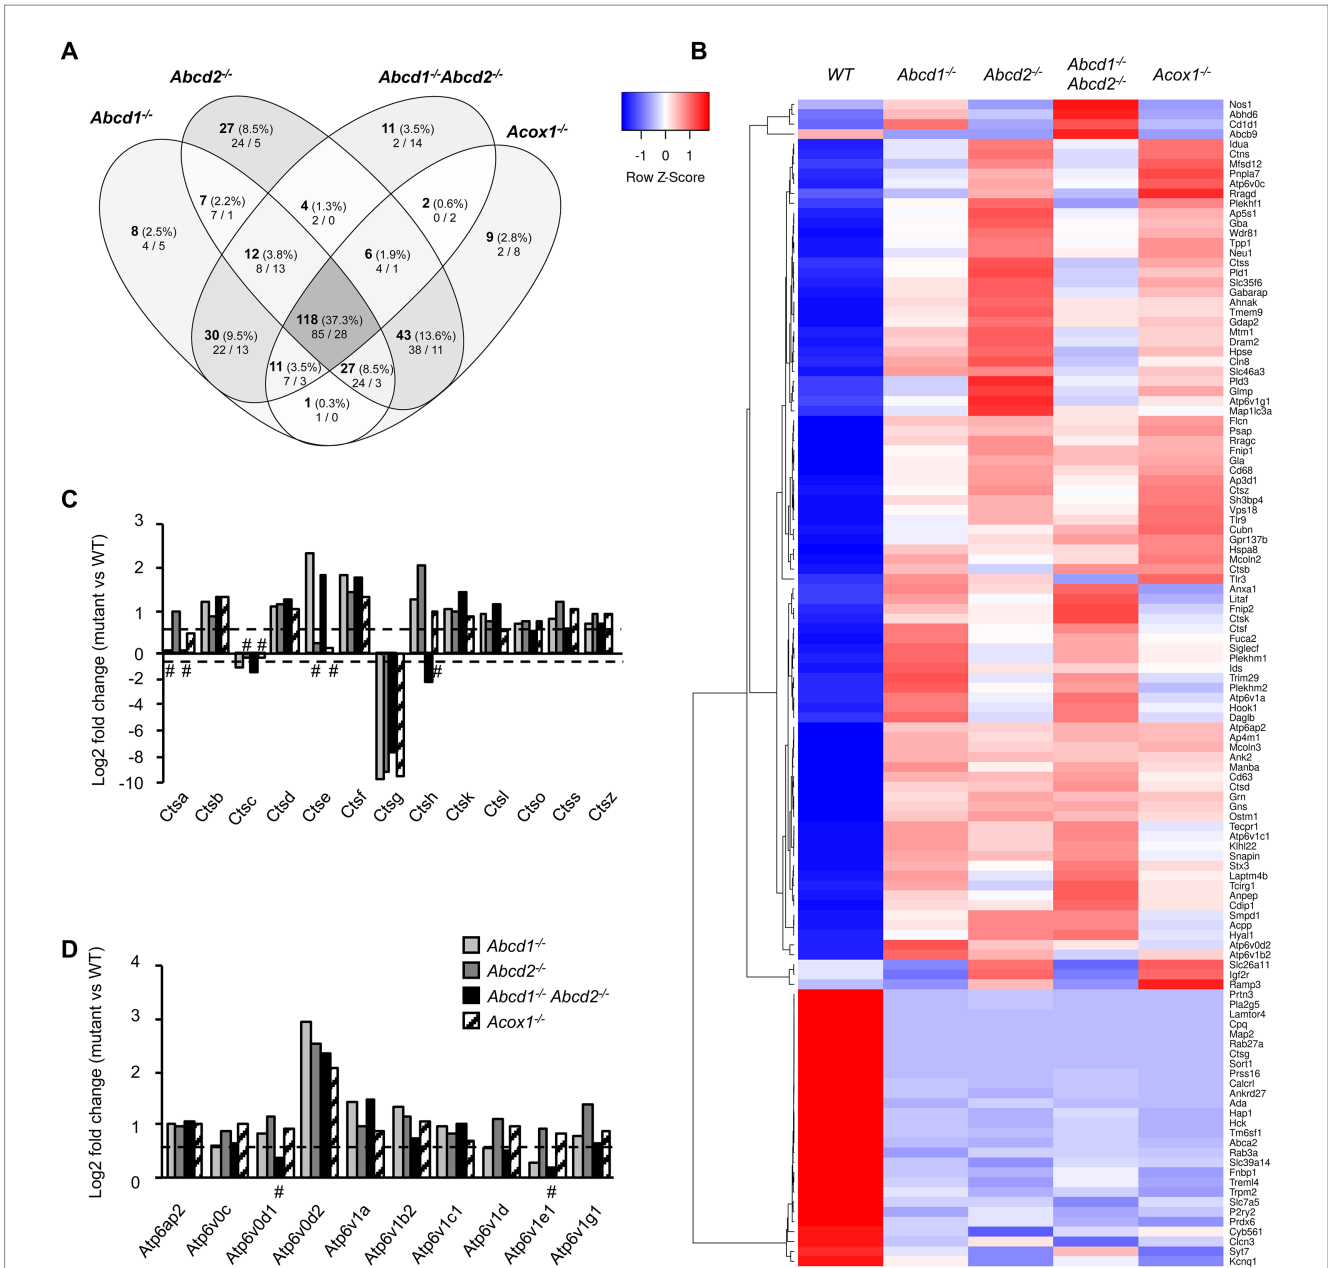 A
Abcd1-/-
Abcd2-/-
Abcd1-/-Abcd2-/-
Acox1-/-
27 (8.5%)
24 / 5
11 (3.5%)
2 / 14
7 (2.2%)
7 / 1
4 (1.3%)
2 / 0
2 (0.6%)
0 / 2
8 (2.5%)
4 / 5
9 (2.8%)
2 / 8
12 (3.8%)
8 / 13
6 (1.9%)
4 / 1
118 (37.3%)
85 / 28
30 (9.5%)
22 / 13
43 (13.6%)
38 / 11
11 (3.5%)
7 / 3
27 (8.5%)
24 / 3
1 (0.3%)
1 / 0
B
-1 0 1
Row Z-Score
WT
Abcd1-/-
Abcd2-/-
Abcd1-/-
Abcd2-/-
Acox1-/-
Nos1
Abhd6
Cd1d1
Abcb9
Idua
Ctns
Mfsd12
Pnpla7
Atp6v0c
Rragd
Plekhf1
Ap5s1
Gba
Wdr81
Tpp1
Neu1
Ctss
Pld1
Slc35f6
Gabarap
Ahnak
Tmem9
Gdap2
Mtm1
Dram2
Hpse
Cln8
Slc46a3
Pld3
Glmp
Atp6v1g1
Map1lc3a
Flcn
Psap
Rragc
Fnip1
Gla
Cd68
Ap3d1
Ctsz
Sh3bp4
Vps18
Tlr9
Cubn
Gpr137b
Hspa8
Mcoln2
Ctsb
Tlr3
Anxa1
Litaf
Fnip2
Ctsk
Ctsf
Fuca2
Siglecf
Plekhm1
Ids
Trim29
Plekhm2
Atp6v1a
Hook1
Daglb
Atp6ap2
Ap4m1
Mcoln3
Ank2
Manba
Cd63
Ctsd
Grn
Gns
Ostm1
Tecpr1
Atp6v1c1
Klhl22
Snapin
Stx3
Laptm4b
Tcirg1
Anpep
Cdip1
Smpd1
Acpp
Hyal1
Atp6v0d2
Atp6v1b2
Slc26a11
Igf2r
Ramp3
Prtn3
Pla2g5
Lamtor4
Cpq
Map2
Rab27a
Ctsg
Sort1
Prss16
Calcrl
Ankrd27
Ada
Hap1
Hck
Tm6sf1
Abca2
Rab3a
Slc39a14
Fnbp1
Treml4
Trpm2
Slc7a5
P2ry2
Prdx6
Cyb561
Clcn3
Syt7
Kcnq1
C
Log2 fold change (mutant vs WT)
3
2
1
0
-2
-4
-6
-8
-10
# # # # # # #
Ctsa
Ctsb
Ctsc
Ctsd
Ctse
Ctsf
Ctsg
Ctsh
Ctsk
Ctsl
Ctso
Ctss
Ctsz
D
Log2 fold change (mutant vs WT)
4
3
2
1
0
Abcd1-/-
Abcd2-/-
Abcd1-/- Abcd2-/-
Acox1-/-
# #
Atp6ap2
Atp6v0c
Atp6v0d1
Atp6v0d2
Atp6v1a
Atp6v1b2
Atp6v1c1
Atp6v1d
Atp6v1e1
Atp6v1g1